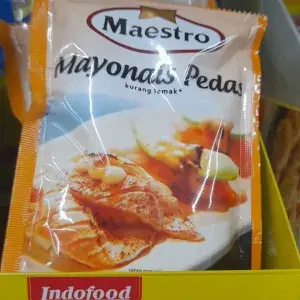 Maestro
Mayonais Pedas
kurang lemak*
Indofood